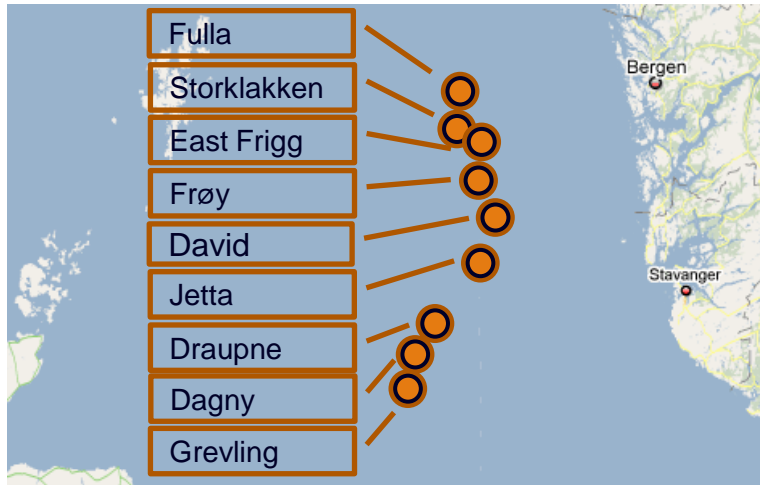 Fulla
Storklakken
East Frigg
Frøy
David
Jetta
Draupne
Dagny
Grevling
Bergen
Stavanger